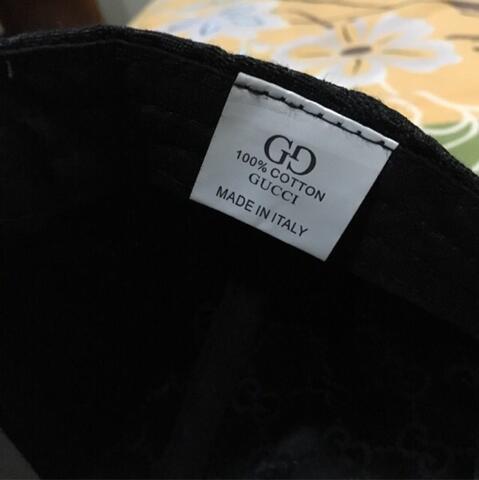 GG
100% COTTON
GUCCI
MADE IN ITALY